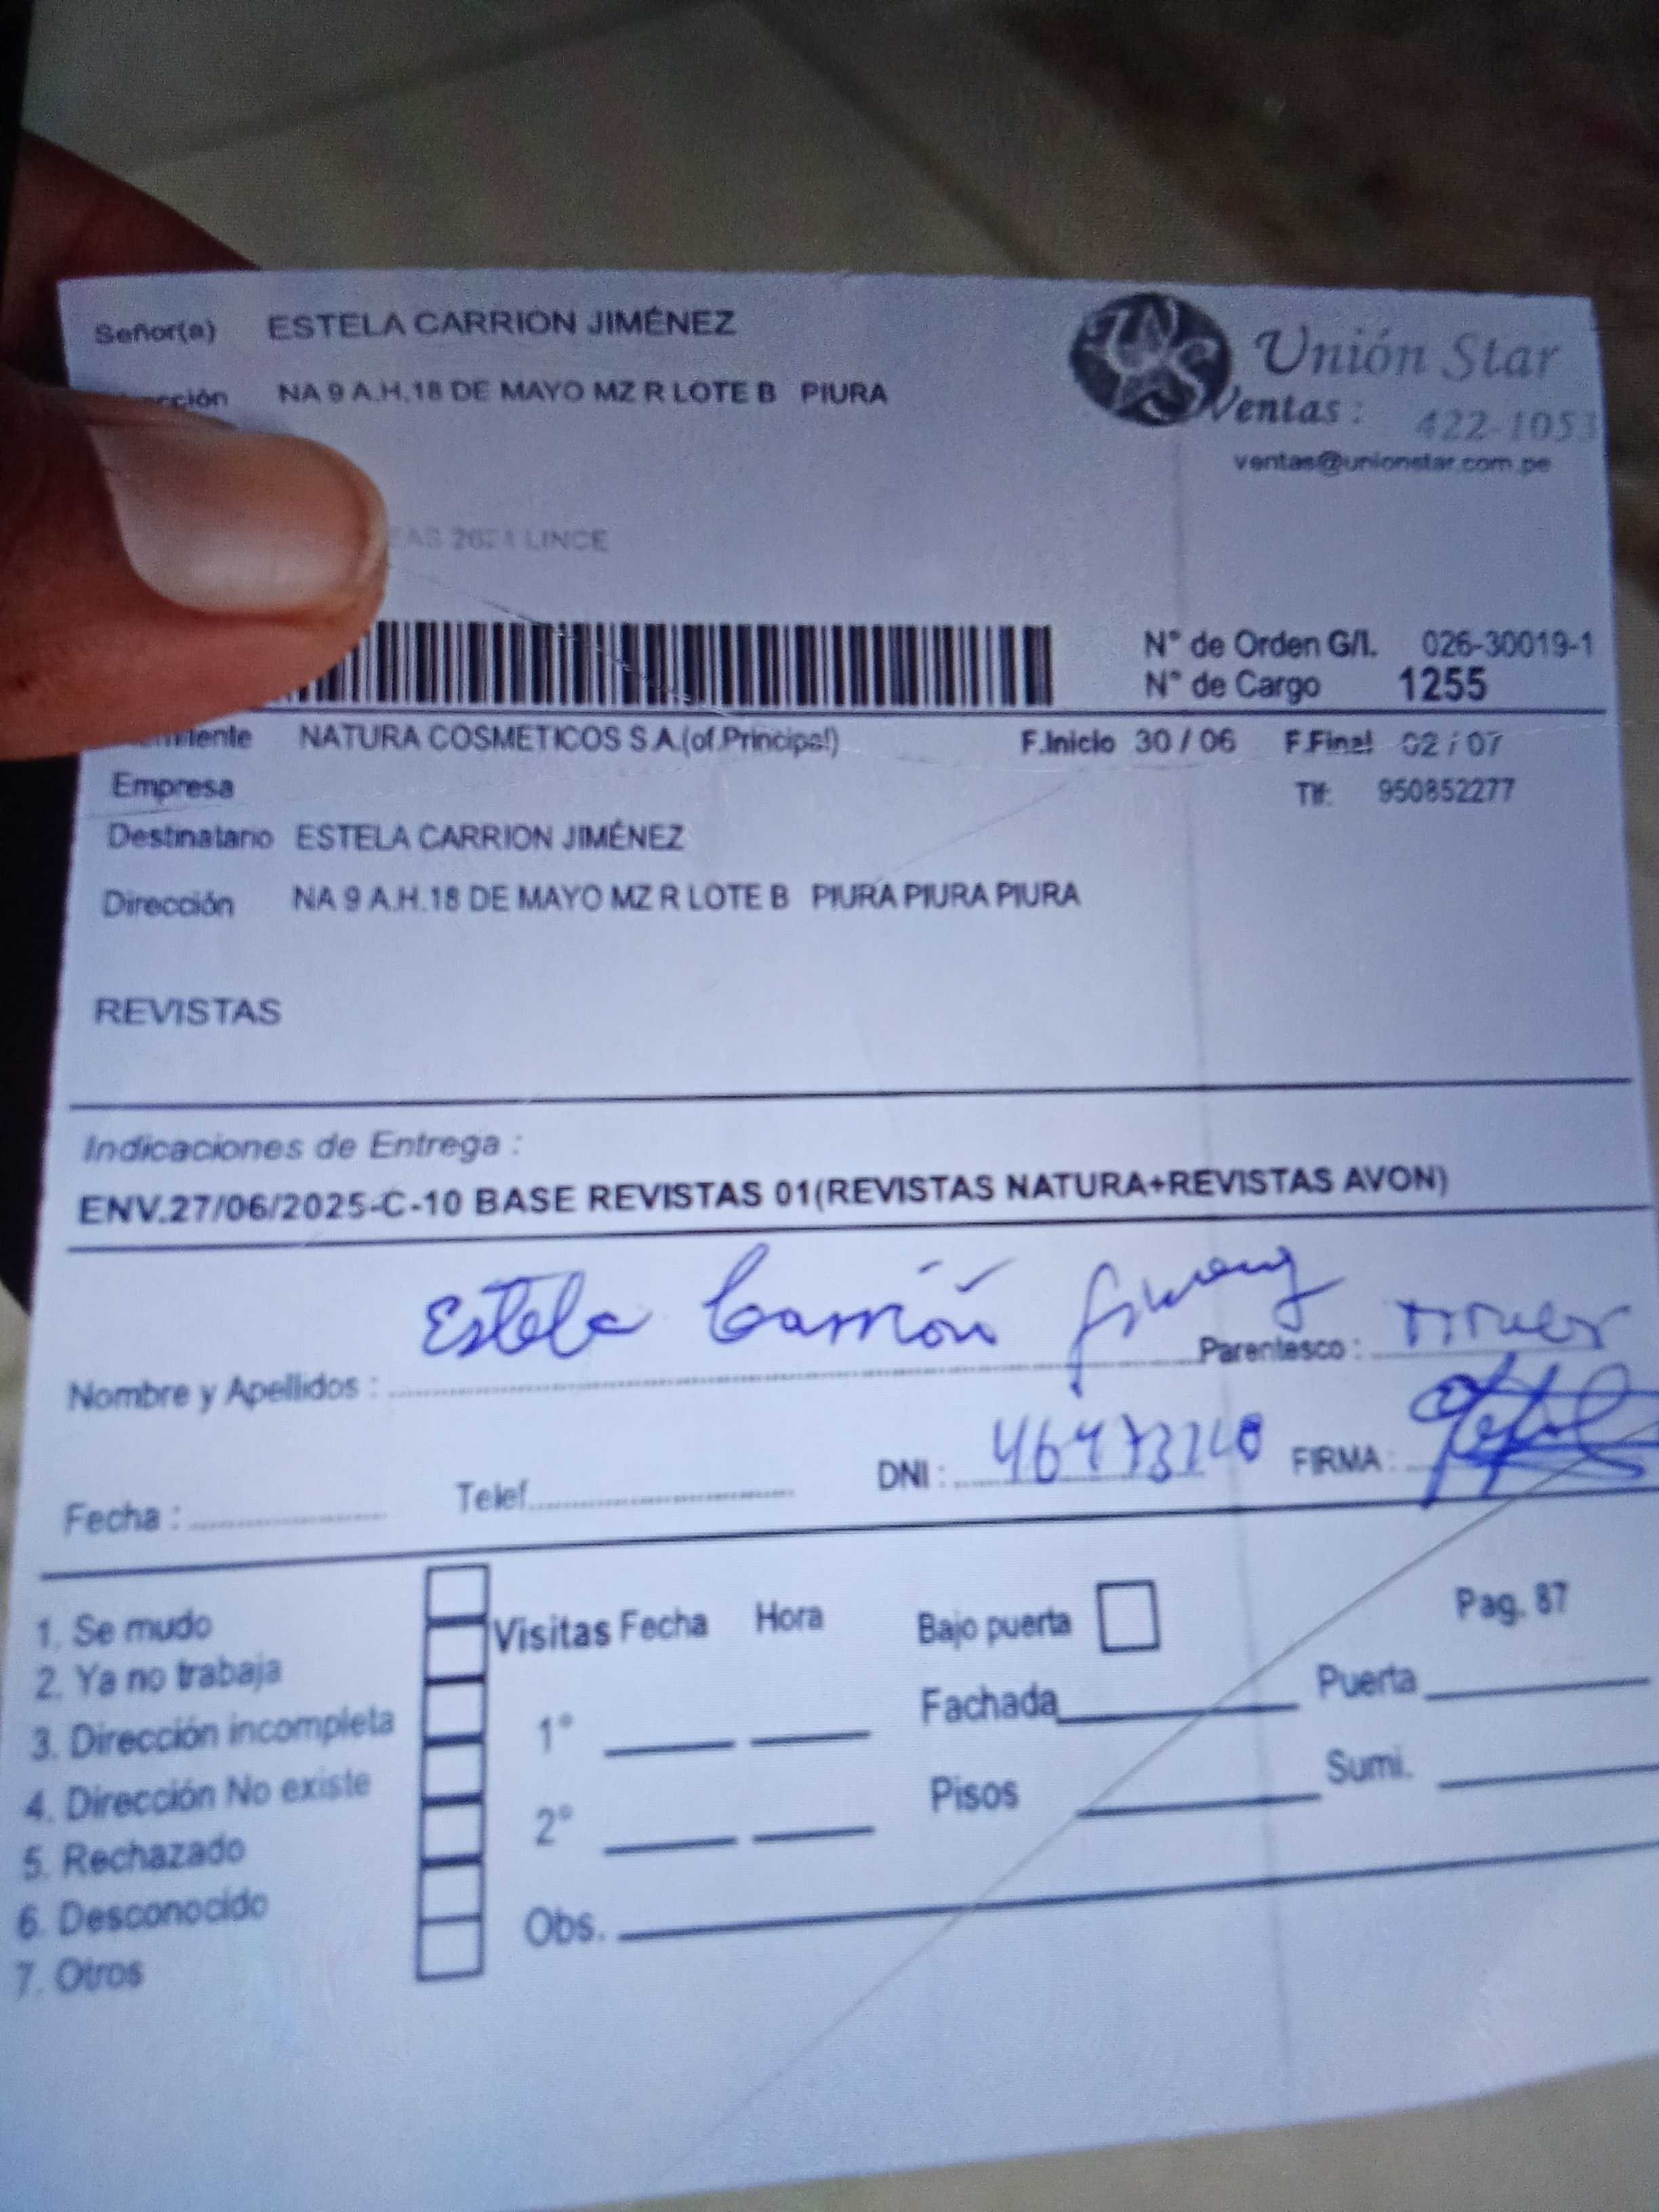 Señor(a) ESTELA CARRION JIMÉNEZ
NA 9 A.H.18 DE MAYO MZ R LOTE B PIURA
Unión Star
Ventas : 422-1053
ventas@unionstar.com.pe
LINCE
N° de Orden G/I. 026-30019-1
N° de Cargo 1255
NATURA COSMETICOS S.A.(of.Principal) F.Inicio 30 / 06 F.Final 02 / 07
Empresa Tlf: 950852277
Destinatario ESTELA CARRION JIMÉNEZ
Dirección NA 9 A.H.18 DE MAYO MZ R LOTE B PIURA PIURA PIURA
REVISTAS
Indicaciones de Entrega :
ENV.27/06/2025-C-10 BASE REVISTAS 01(REVISTAS NATURA+REVISTAS AVON)
Nombre y Apellidos : Estela Carrión Parentesco :
Fecha : Telef. DNI : FIRMA :
1. Se mudo
2. Ya no trabaja
3. Dirección incompleta
4. Dirección No existe
5. Rechazado
6. Desconocido
7. Otros
Visitas Fecha Hora
1°
2°
Obs.
Bajo puerta Pag. 87
Fachada Puerta
Pisos Sumi.